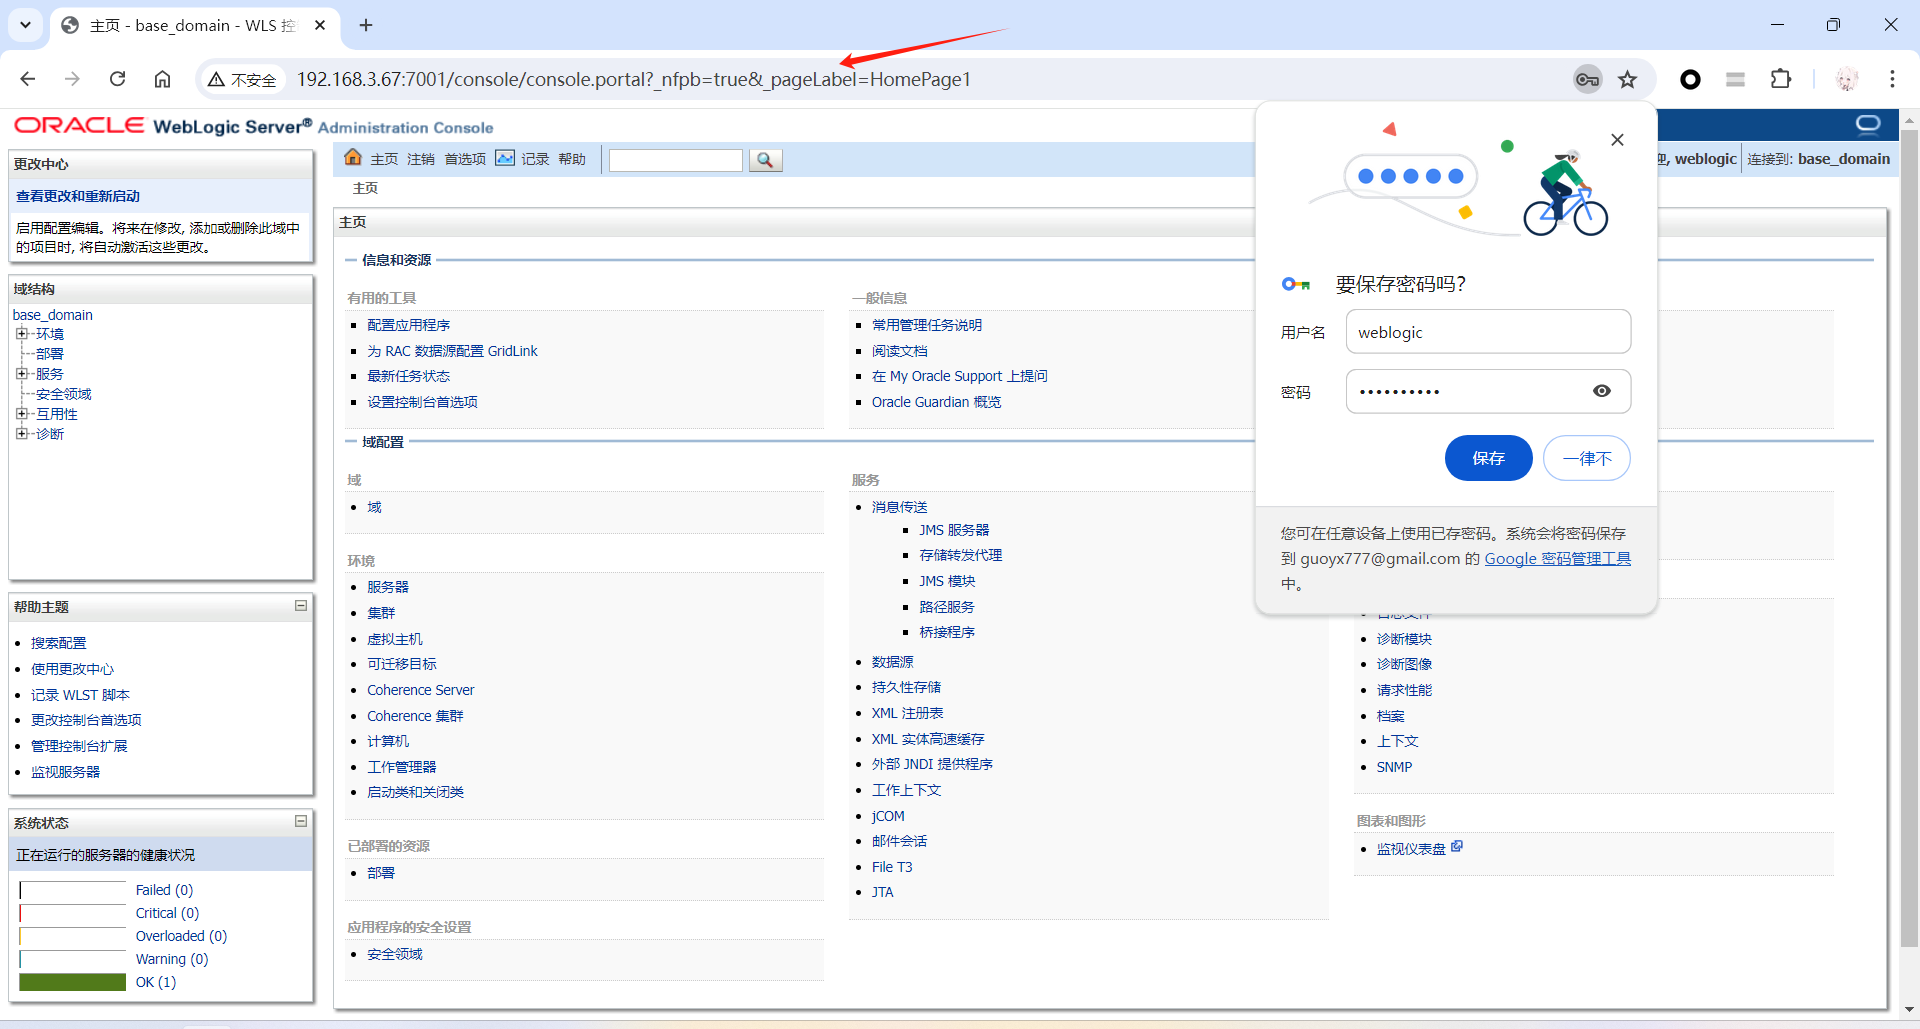 主页 - base_domain - WLS 控
不安全
192.168.3.67:7001/console/console.portal?_nfpb=true&_pageLabel=HomePage1
ORACLE WebLogic Server® Administration Console
更改中心
查看更改和重新启动
启用配置编辑。将来在修改, 添加或删除此域中
的项目时, 将自动激活这些更改。
域结构
base_domain
环境
部署
服务
安全领域
互用性
诊断
帮助主题
搜索配置
使用更改中心
记录 WLST 脚本
更改控制台首选项
管理控制台扩展
监视服务器
系统状态
正在运行的服务器的健康状况
Failed (0)
Critical (0)
Overloaded (0)
Warning (0)
OK (1)
主页 注销 首选项 记录 帮助
迎, weblogic 连接到: base_domain
主页
主页
信息和资源
有用的工具
配置应用程序
为 RAC 数据源配置 GridLink
最新任务状态
设置控制台首选项
一般信息
常用管理任务说明
阅读文档
在 My Oracle Support 上提问
Oracle Guardian 概览
域配置
域
域
环境
服务器
集群
虚拟主机
可迁移目标
Coherence Server
Coherence 集群
计算机
工作管理器
启动类和关闭类
已部署的资源
部署
应用程序的安全设置
安全领域
服务
消息传送
JMS 服务器
存储转发代理
JMS 模块
路径服务
桥接程序
数据源
持久性存储
XML 注册表
XML 实体高速缓存
外部 JNDI 提供程序
工作上下文
jCOM
邮件会话
File T3
JTA
日志文件
诊断模块
诊断图像
请求性能
档案
上下文
SNMP
图表和图形
监视仪表盘
要保存密码吗?
用户名
weblogic
密码
••••••••••
保存
一律不
您可在任意设备上使用已存密码。系统会将密码保存
到 guoyx777@gmail.com 的 Google 密码管理工具
中。